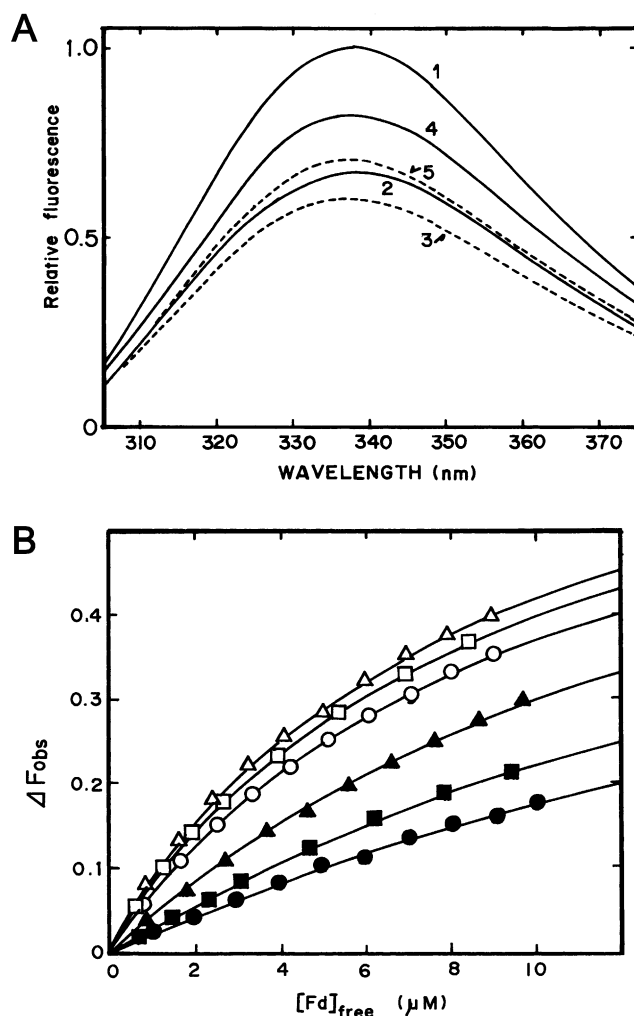 A
Relative fluorescence
1.0
0.5
0
1
4
5
2
3
310 320 330 340 350 360 370
WAVELENGTH (nm)
B
ΔFobs
0.4
0.3
0.2
0.1
0
0 2 4 6 8 10
[Fd]free (μM)